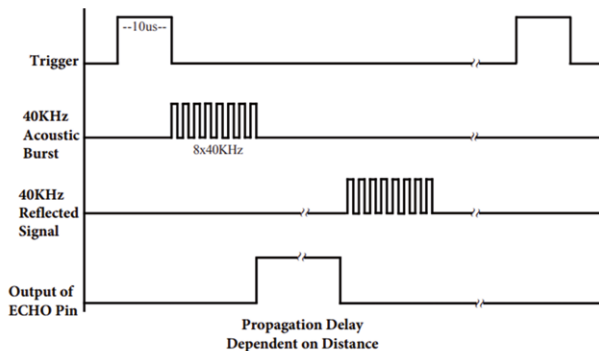 --10us--
Trigger
40KHz
Acoustic
Burst
8x40KHz
40KHz
Reflected
Signal
Output of
ECHO Pin
Propagation Delay
Dependent on Distance